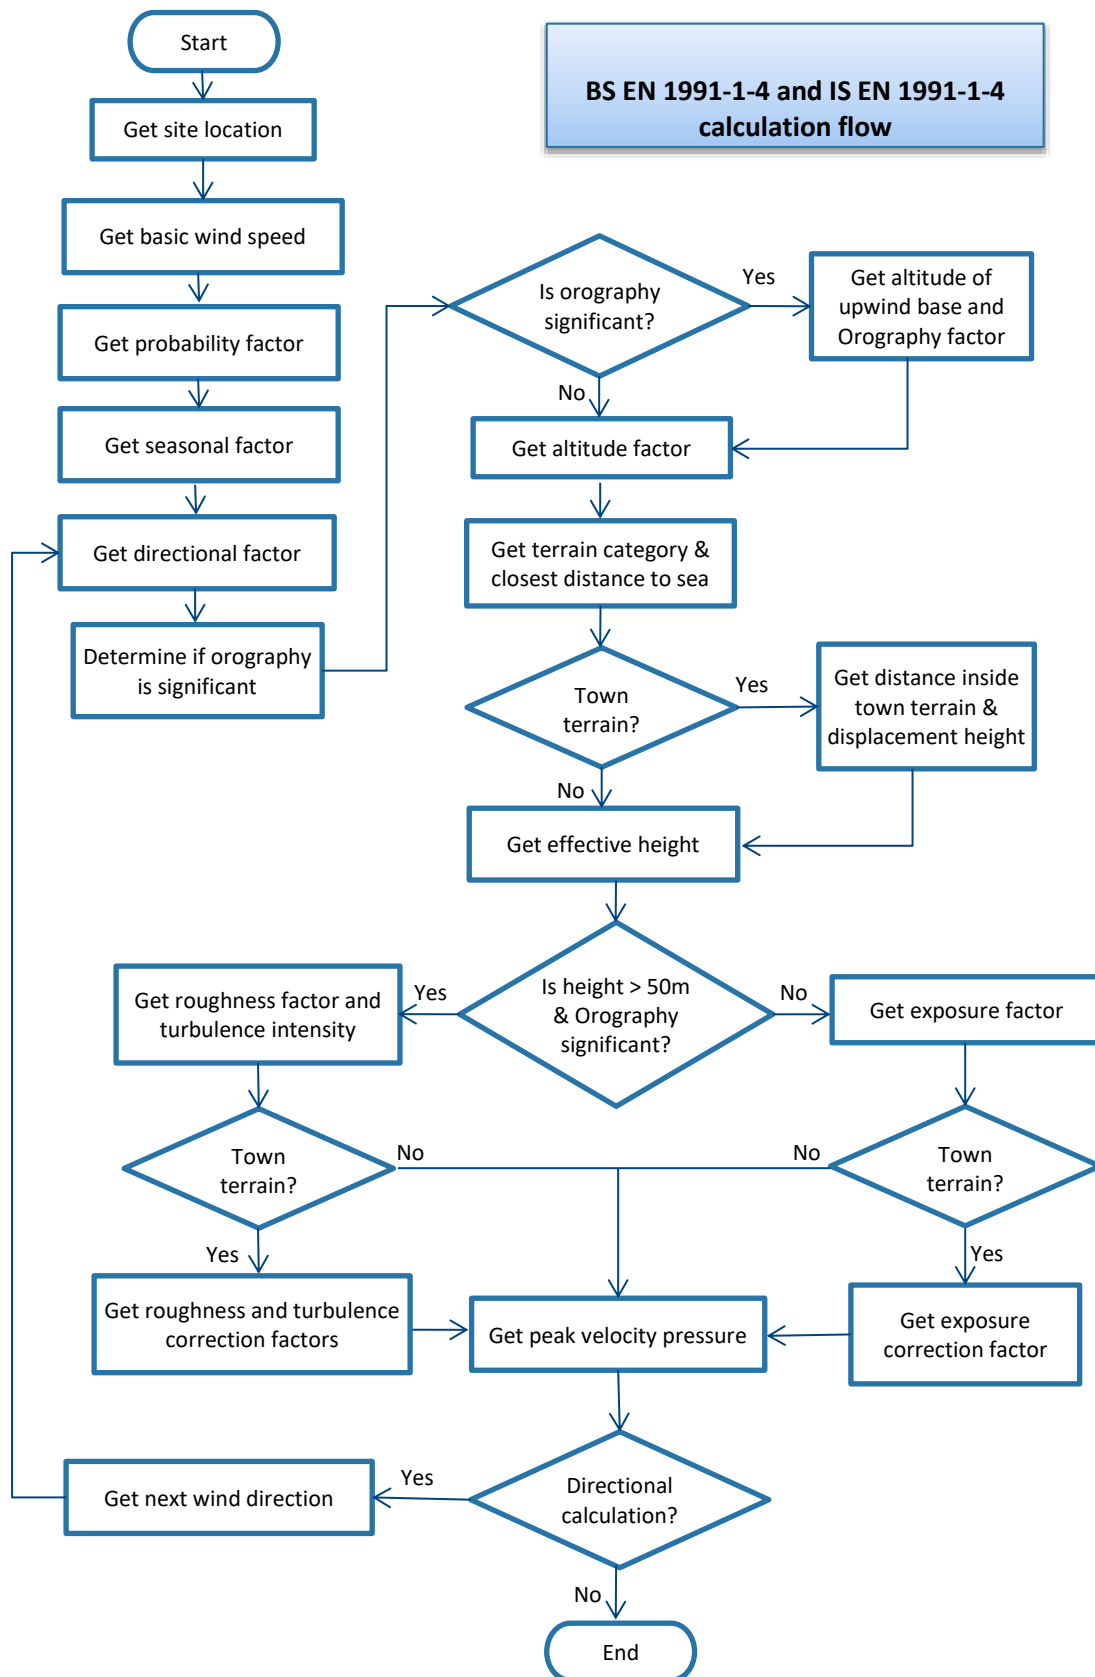 Start
BS EN 1991-1-4 and IS EN 1991-1-4
calculation flow
Get site location
Get basic wind speed
Get probability factor
Get seasonal factor
Get directional factor
Determine if orography
is significant
Is orography
significant?
Yes
Get altitude of
upwind base and
Orography factor
No
Get altitude factor
Get terrain category &
closest distance to sea
Town
terrain?
Yes
Get distance inside
town terrain &
displacement height
No
Get effective height
Is height > 50m
& Orography
significant?
Yes
Get roughness factor and
turbulence intensity
No
Get exposure factor
Town
terrain?
No
No
Town
terrain?
Yes
Yes
Get roughness and turbulence
correction factors
Get peak velocity pressure
Get exposure
correction factor
Directional
calculation?
Yes
Get next wind direction
No
End